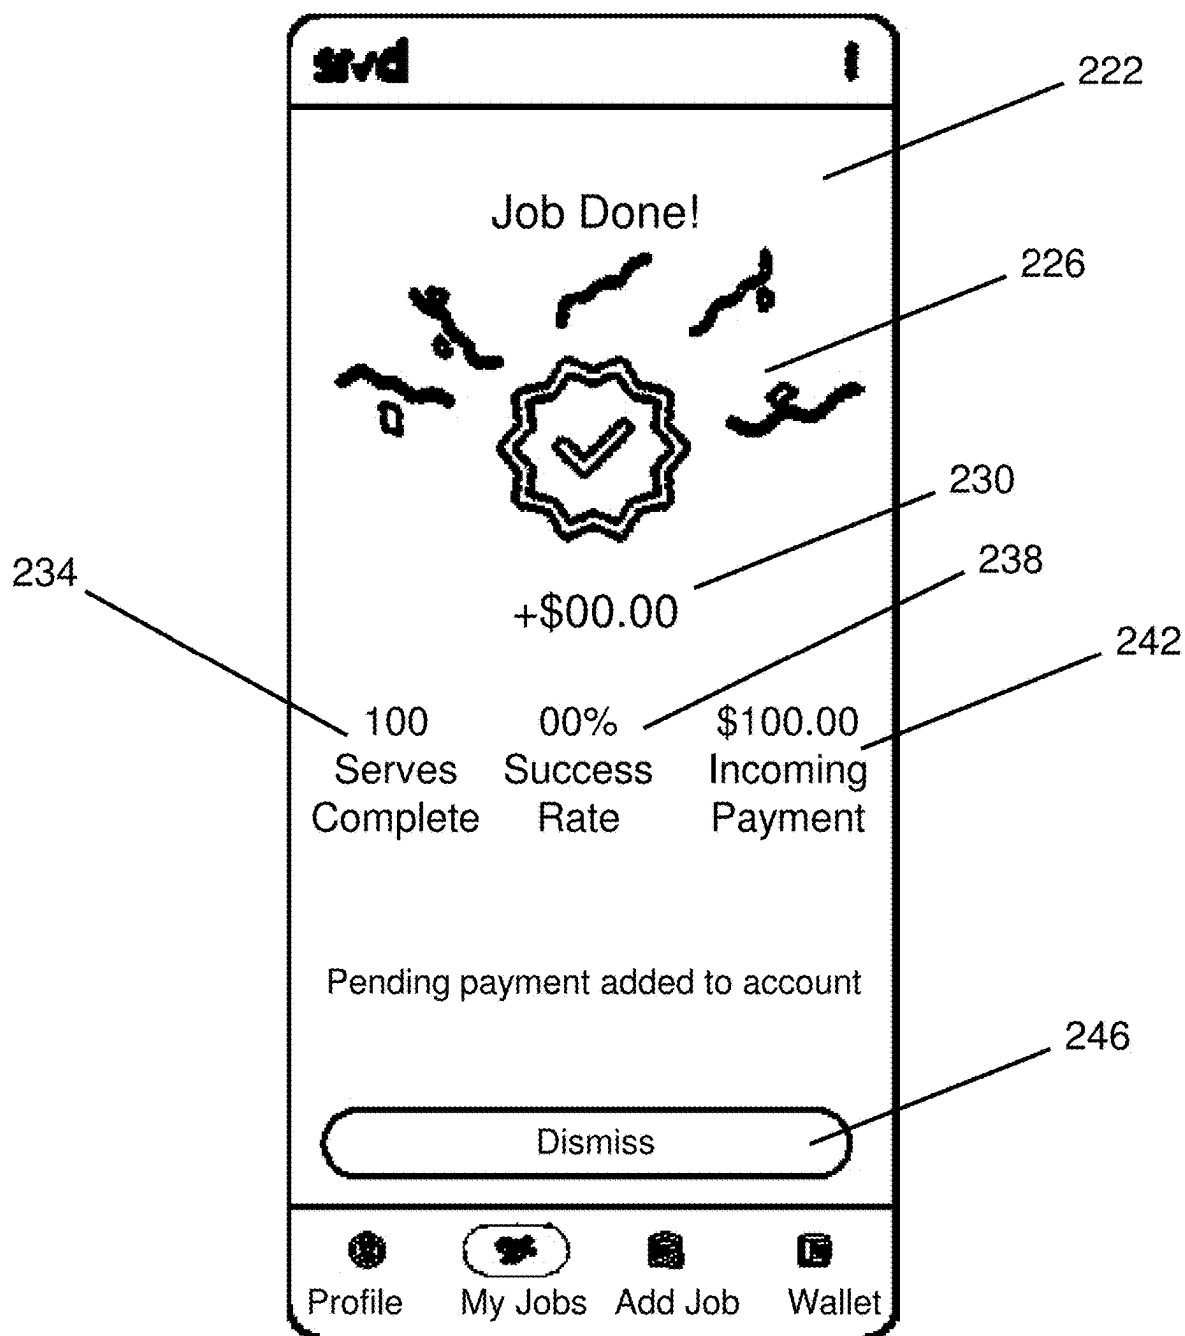 srvd
222
Job Done!
226
230
238
234
+$00.00
242
100 00% $100.00
Serves Success Incoming
Complete Rate Payment
Pending payment added to account
246
Dismiss
Profile My Jobs Add Job Wallet